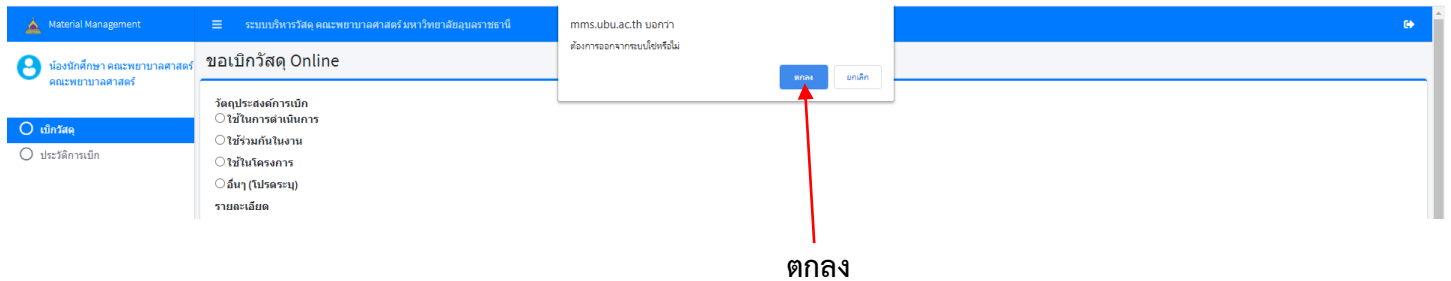 Material Management
ระบบบริหารวัสดุ คณะพยาบาลศาสตร์ มหาวิทยาลัยอุบลราชธานี
mms.ubu.ac.th บอกว่า
ต้องการออกจากระบบใช่หรือไม่
ตกลง
ยกเลิก
น้องนักศึกษา คณะพยาบาลศาสตร์
คณะพยาบาลศาสตร์
เบิกวัสดุ
ประวัติการเบิก
ขอเบิกวัสดุ Online
วัตถุประสงค์การเบิก
ใช้ในการดำเนินการ
ใช้ร่วมกันในงาน
ใช้ในโครงการ
อื่นๆ (โปรดระบุ)
รายละเอียด
ตกลง